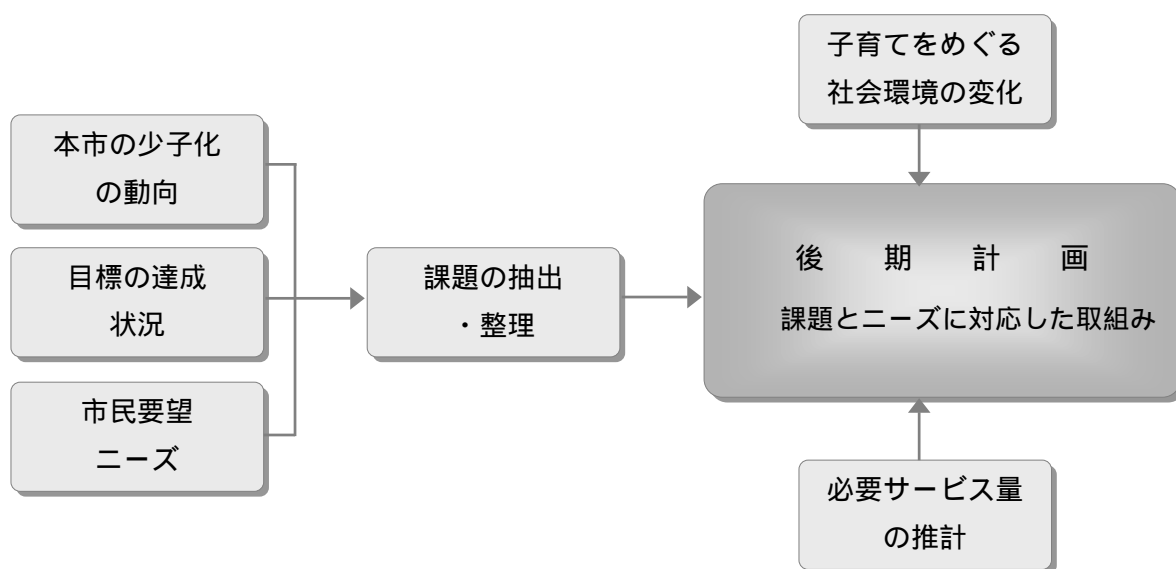 本市の少子化
の動向
目標の達成
状況
市民要望
ニーズ
課題の抽出
・整理
子育てをめぐる
社会環境の変化
後期計画
課題とニーズに対応した取組み
必要サービス量
の推計